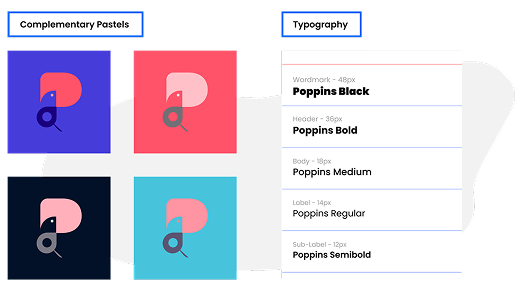 Complementary Pastels
Typography
Wordmark - 48px
Poppins Black
Header - 36px
Poppins Bold
Body - 18px
Poppins Medium
Label - 14px
Poppins Regular
Sub-Label - 12px
Poppins Semibold